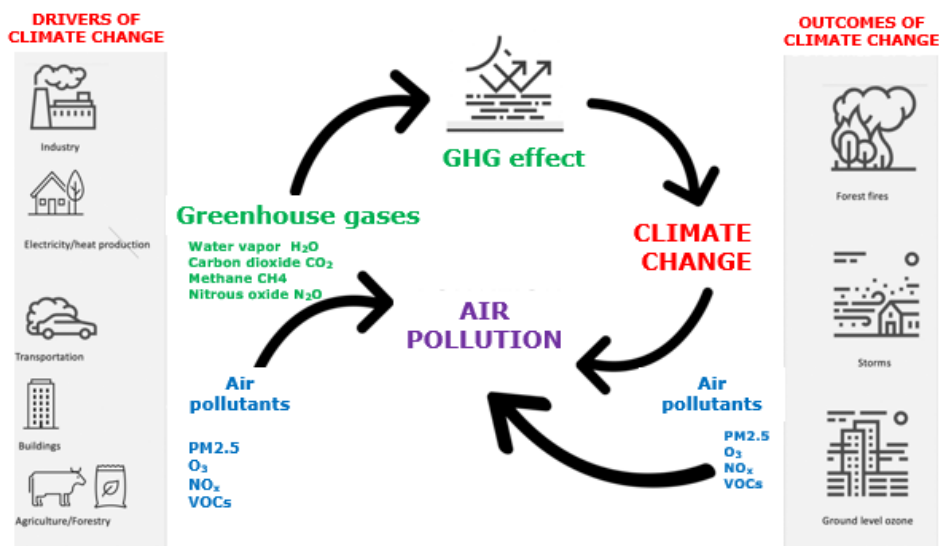 DRIVERS OF
CLIMATE CHANGE
Industry
Electricity/heat production
Transportation
Buildings
Agriculture/Forestry
GHG effect
Greenhouse gases
Water vapor H₂O
Carbon dioxide CO₂
Methane CH4
Nitrous oxide N₂O
CLIMATE
CHANGE
AIR
POLLUTION
Air
pollutants
PM2.5
O₃
NOₓ
VOCs
Air
pollutants
PM2.5
O₃
NOₓ
VOCs
OUTCOMES OF
CLIMATE CHANGE
Forest fires
Storms
Ground level ozone